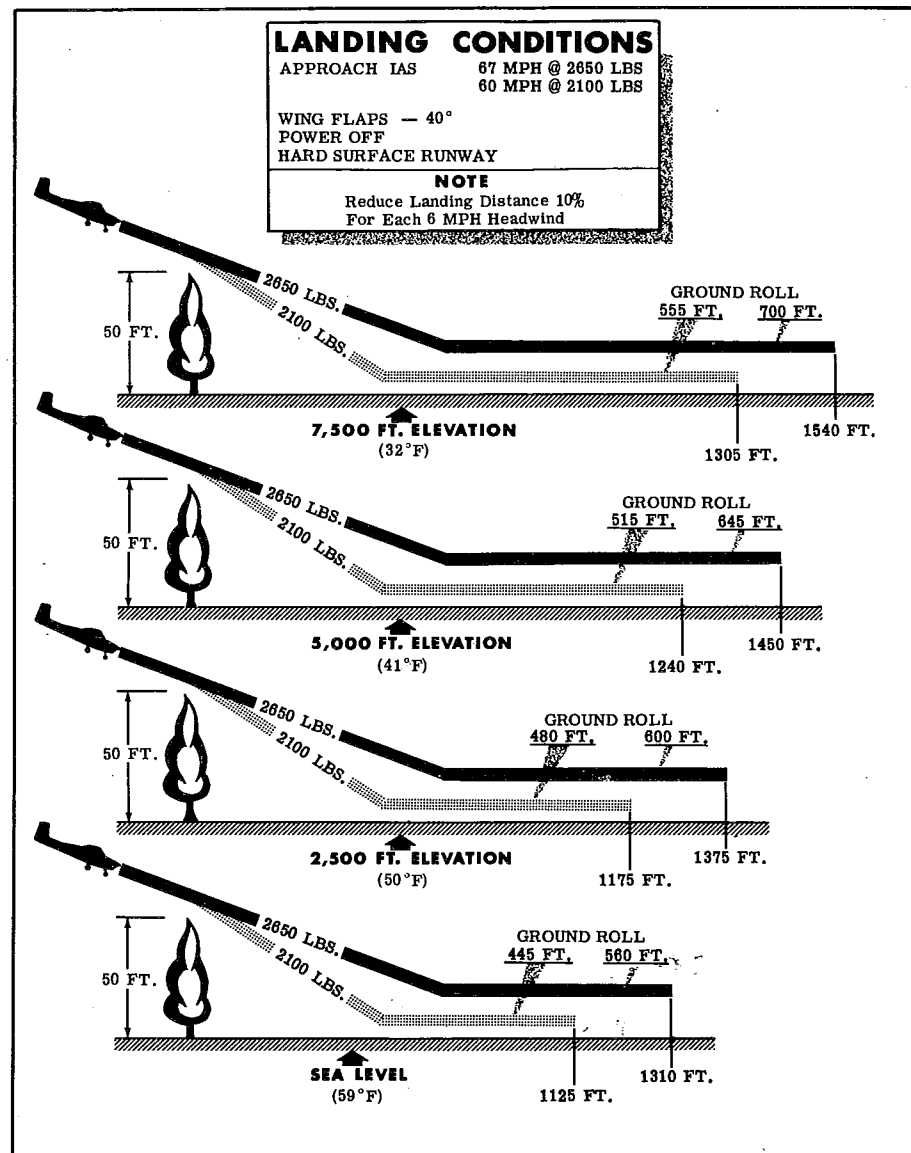 LANDING CONDITIONS
APPROACH IAS 67 MPH @ 2650 LBS
60 MPH @ 2100 LBS
WING FLAPS — 40°
POWER OFF
HARD SURFACE RUNWAY
NOTE
Reduce Landing Distance 10%
For Each 6 MPH Headwind
50 FT.
2650 LBS.
2100 LBS.
GROUND ROLL
555 FT. 700 FT.
7,500 FT. ELEVATION
(32°F)
1305 FT.
1540 FT.
50 FT.
2650 LBS.
2100 LBS.
GROUND ROLL
515 FT. 645 FT.
5,000 FT. ELEVATION
(41°F)
1240 FT.
1450 FT.
50 FT.
2650 LBS.
2100 LBS.
GROUND ROLL
480 FT. 600 FT.
2,500 FT. ELEVATION
(50°F)
1175 FT.
1375 FT.
50 FT.
2650 LBS.
2100 LBS.
GROUND ROLL
445 FT. 560 FT.
SEA LEVEL
(59°F)
1125 FT.
1310 FT.